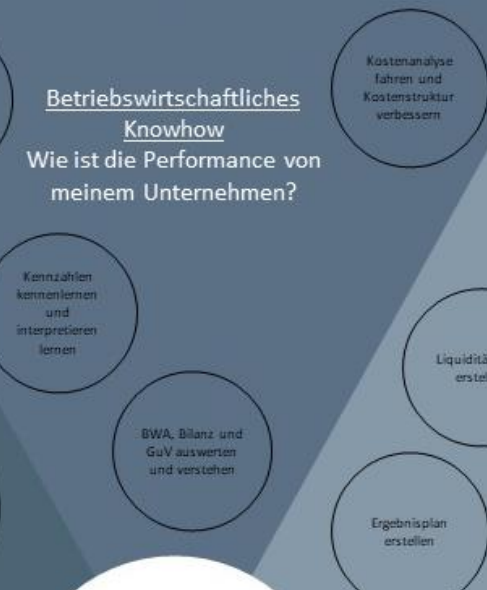 Kostenanalyse
fahren und
Kostenstruktur
verbessern
Betriebswirtschaftliches
Knowhow
Wie ist die Performance von
meinem Unternehmen?
Kennzahlen
kennenlernen
und
interpretieren
lernen
BWA, Bilanz und
GuV auswerten
und verstehen
Ergebnisplan
erstellen